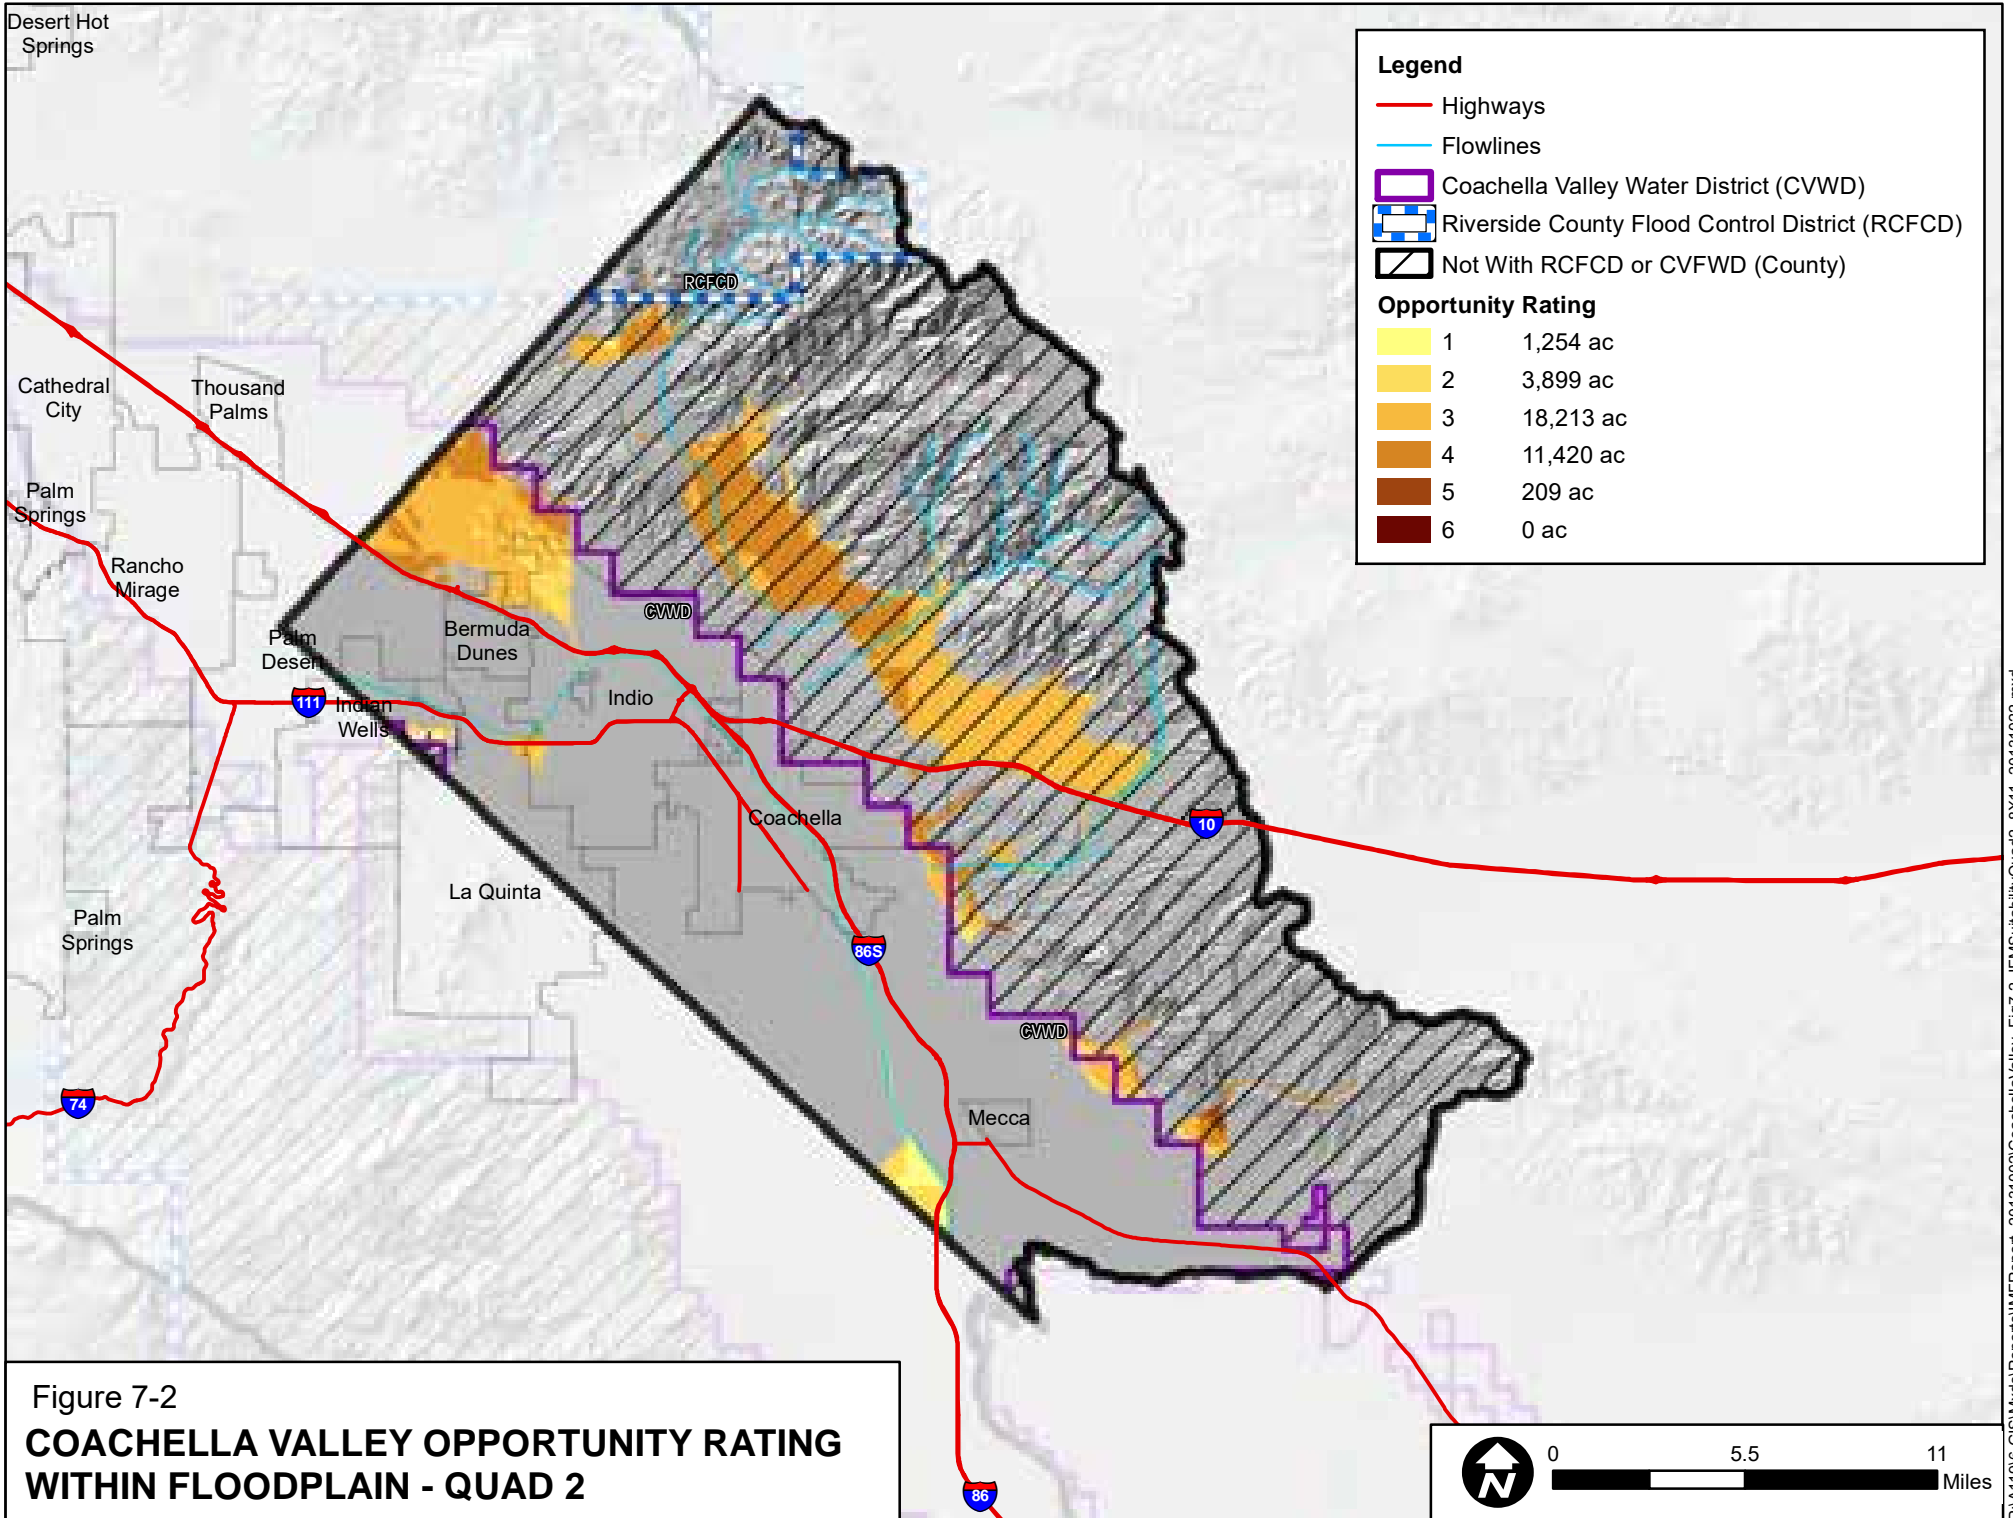 Desert Hot
Springs
Legend
Highways
Flowlines
Coachella Valley Water District (CVWD)
Riverside County Flood Control District (RCFCD)
Not With RCFCD or CVFWD (County)
Opportunity Rating
1 1,254 ac
2 3,899 ac
3 18,213 ac
4 11,420 ac
5 209 ac
6 0 ac
RCFCD
Cathedral
City
Thousand
Palms
Palm
Springs
Rancho
Mirage
CVWD
Palm
Desert
Bermuda
Dunes
111
Indian
Wells
Indio
Coachella
10
La Quinta
Palm
Springs
86S
CVWD
74
Mecca
86
Figure 7-2
COACHELLA VALLEY OPPORTUNITY RATING
WITHIN FLOODPLAIN - QUAD 2
N
0 5.5 11
Miles